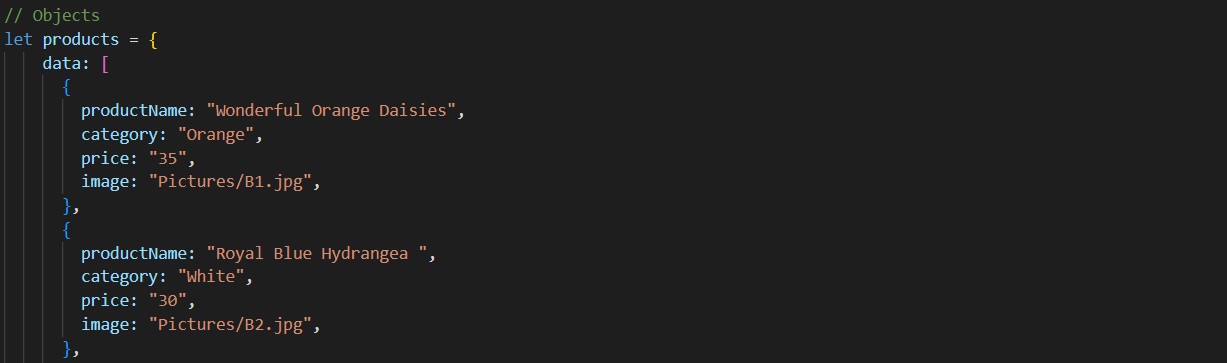 // Objects
let products = {
data: [
{
productName: "Wonderful Orange Daisies",
category: "Orange",
price: "35",
image: "Pictures/B1.jpg",
},
{
productName: "Royal Blue Hydrangea ",
category: "White",
price: "30",
image: "Pictures/B2.jpg",
},